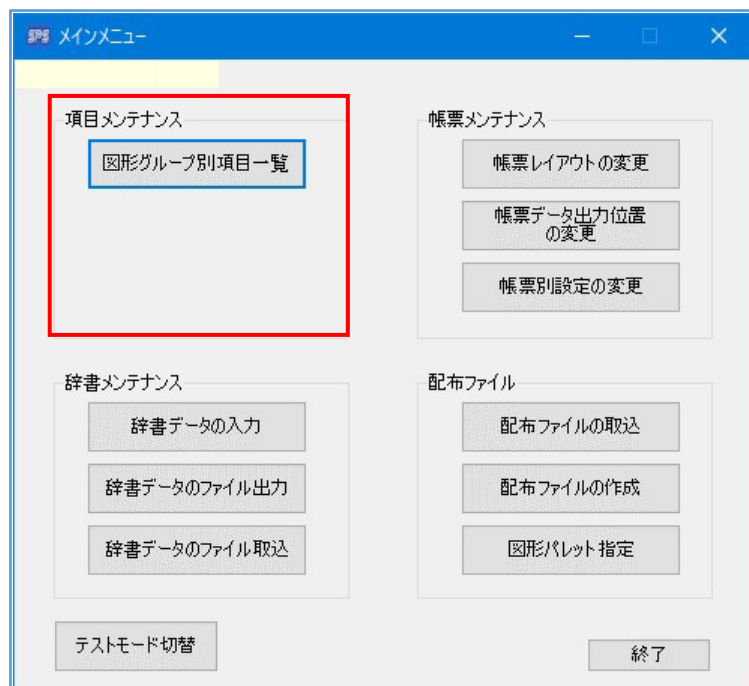 SPS メインメニュー
項目メンテナンス
図形グループ別項目一覧
帳票メンテナンス
帳票レイアウトの変更
帳票データ出力位置
の変更
帳票別設定の変更
辞書メンテナンス
辞書データの入力
辞書データのファイル出力
辞書データのファイル取込
配布ファイル
配布ファイルの取込
配布ファイルの作成
図形パレット指定
テストモード切替
終了